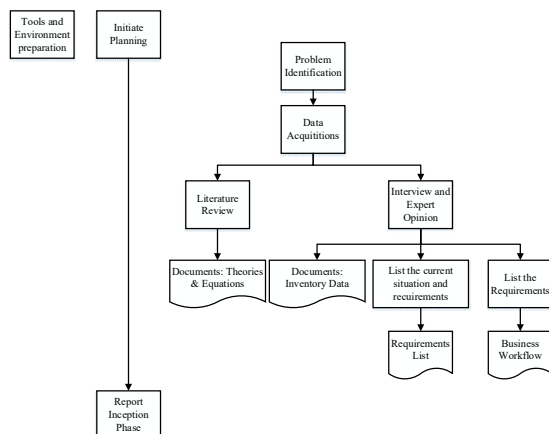 Tools and
Environment
preparation
Initiate
Planning
Problem
Identification
Data
Acquititions
Literature
Review
Interview and
Expert
Opinion
Documents: Theories
& Equations
Documents:
Inventory Data
List the current
situation and
recuirements
List the
Requirements
Requirements
List
Business
Workflow
Report
Inception
Phase